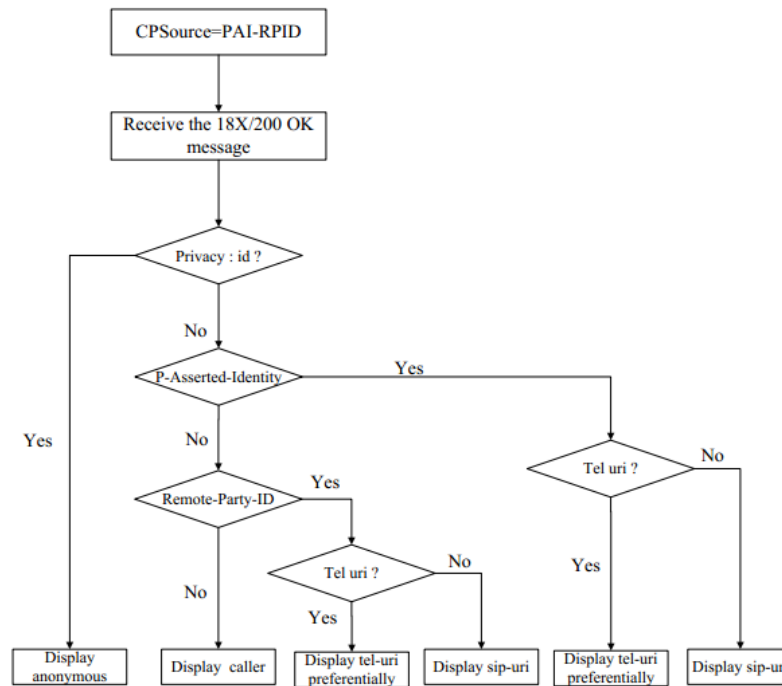 CPSource=PAI-RPID
Receive the 18X/200 OK
message
Privacy : id ?
No
P-Asserted-Identity
Yes
Yes
No
Tel uri ?
No
Remote-Party-ID
Yes
Tel uri ?
No
No
Yes
Yes
Display
anonymous
Display caller
Display tel-uri
preferentially
Display sip-uri
Display tel-uri
preferentially
Display sip-uri